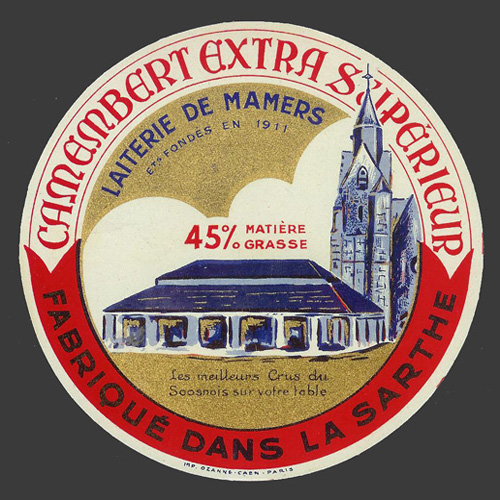 CAMEMBERT EXTRA SUPÉRIEUR
LAITERIE DE MAMERS
ETS FONDÉS EN 1911
45% MATIÈRE
GRASSE
Les meilleurs Crus du
Saosnois sur votre table
FABRIQUÉ DANS LA SARTHE
IMP. OZANNE-CAEN-PARIS